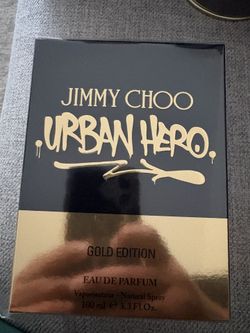 JIMMY CHOO
URBAN HERO.
GOLD EDITION
EAU DE PARFUM
Vaporisateur - Natural Spray
100 ml e 3.3 Fl. Oz.